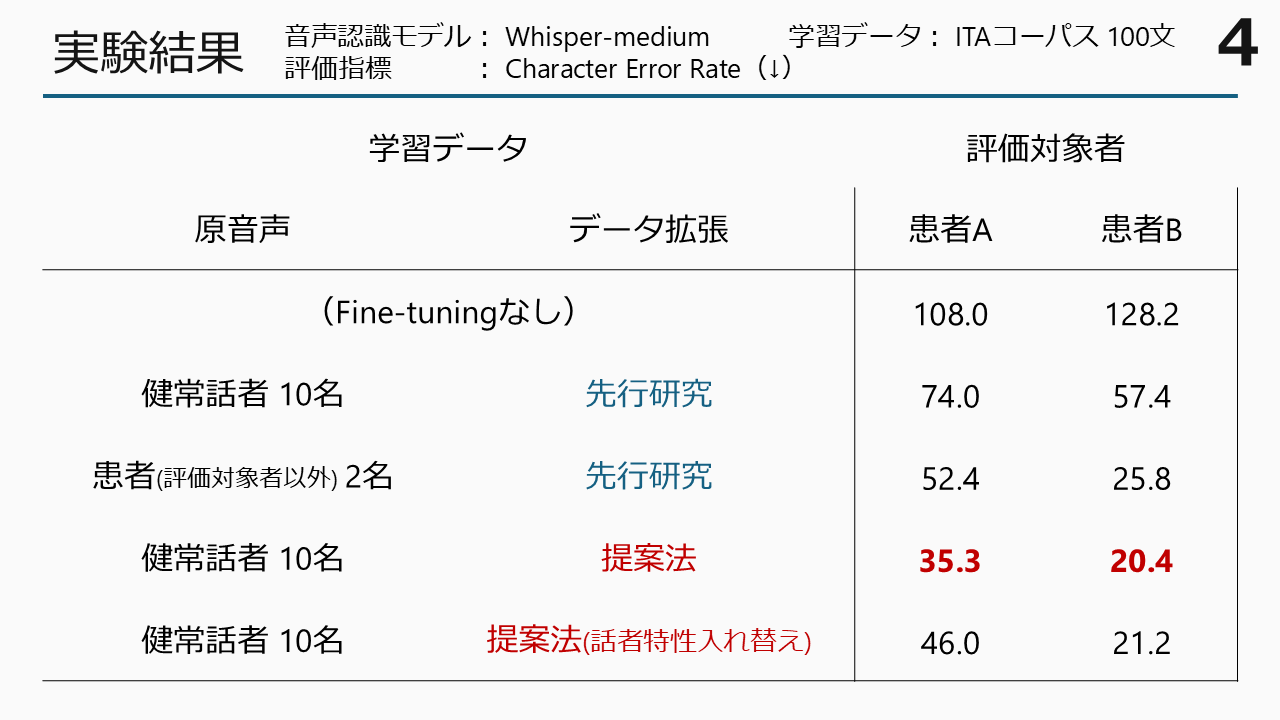 実験結果
音声認識モデル： Whisper-medium 学習データ： ITAコーパス 100文
評価指標 ： Character Error Rate（↓）
4
学習データ 評価対象者
原音声 データ拡張 患者A 患者B
（Fine-tuningなし） 108.0 128.2
健常話者 10名 先行研究 74.0 57.4
患者(評価対象者以外) 2名 先行研究 52.4 25.8
健常話者 10名 提案法 35.3 20.4
健常話者 10名 提案法(話者特性入れ替え) 46.0 21.2